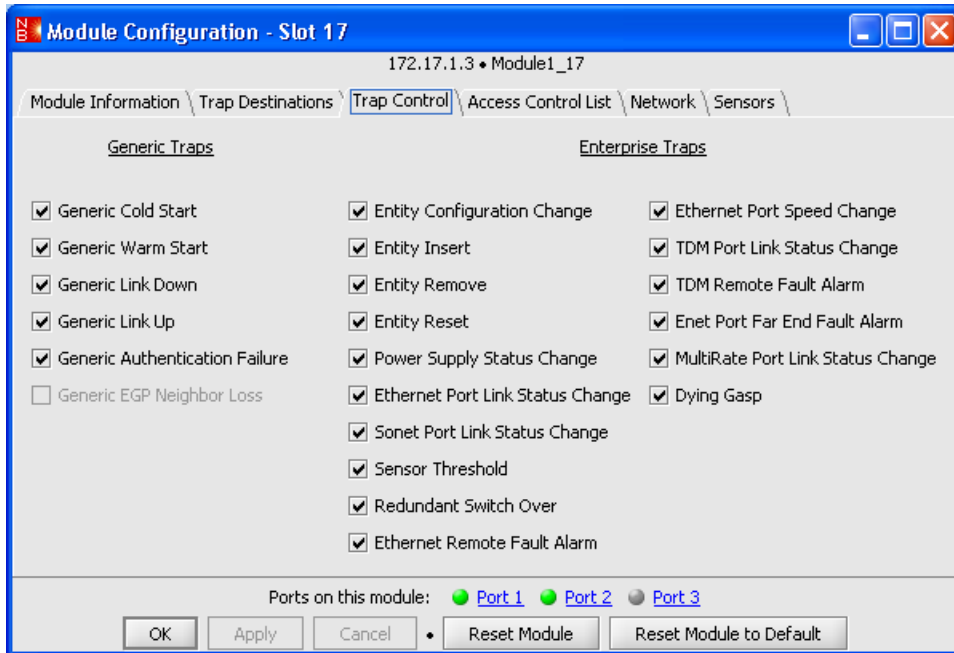 NB Module Configuration - Slot 17
172.17.1.3 • Module1_17
Module Information Trap Destinations Trap Control Access Control List Network Sensors
Generic Traps Enterprise Traps
Generic Cold Start Entity Configuration Change Ethernet Port Speed Change
Generic Warm Start Entity Insert TDM Port Link Status Change
Generic Link Down Entity Remove TDM Remote Fault Alarm
Generic Link Up Entity Reset Enet Port Far End Fault Alarm
Generic Authentication Failure Power Supply Status Change MultiRate Port Link Status Change
Generic EGP Neighbor Loss Ethernet Port Link Status Change Dying Gasp
Sonet Port Link Status Change
Sensor Threshold
Redundant Switch Over
Ethernet Remote Fault Alarm
Ports on this module: Port 1 Port 2 Port 3
OK Apply Cancel • Reset Module Reset Module to Default